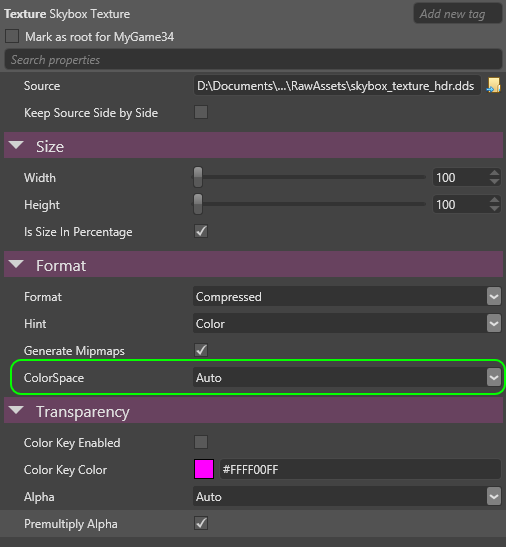 Texture Skybox Texture Add new tag
Mark as root for MyGame34
Search properties
Source D:\Documents\...\RawAssets\skybox_texture_hdr.dds
Keep Source Side by Side
Size
Width 100
Height 100
Is Size In Percentage
Format
Format Compressed
Hint Color
Generate Mipmaps
ColorSpace Auto
Transparency
Color Key Enabled
Color Key Color #FFFF00FF
Alpha Auto
Premultiply Alpha